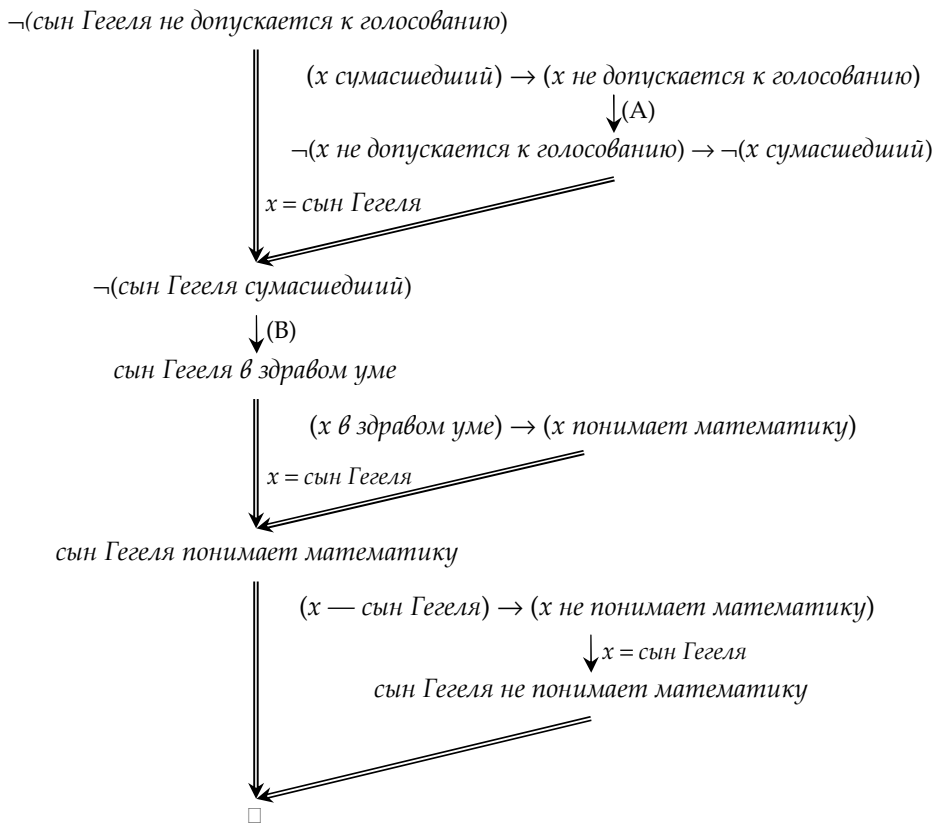 ¬(сын Гегеля не допускается к голосованию)
(x сумасшедший) → (x не допускается к голосованию)
(A)
¬(x не допускается к голосованию) → ¬(x сумасшедший)
x = сын Гегеля
¬(сын Гегеля сумасшедший)
(B)
сын Гегеля в здравом уме
(x в здравом уме) → (x понимает математику)
x = сын Гегеля
сын Гегеля понимает математику
(x — сын Гегеля) → (x не понимает математику)
x = сын Гегеля
сын Гегеля не понимает математику
□